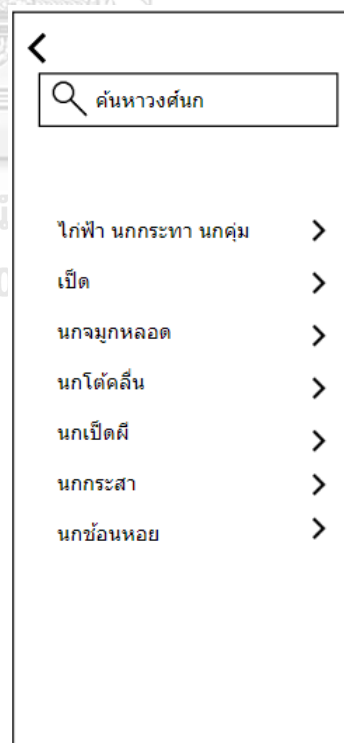 ค้นหาวงศ์นก
ไก่ฟ้า นกกระทา นกคุ่ม
เป็ด
นกจมูกหลอด
นกโต้คลื่น
นกเป็ดผี
นกกระสา
นกช้อนหอย